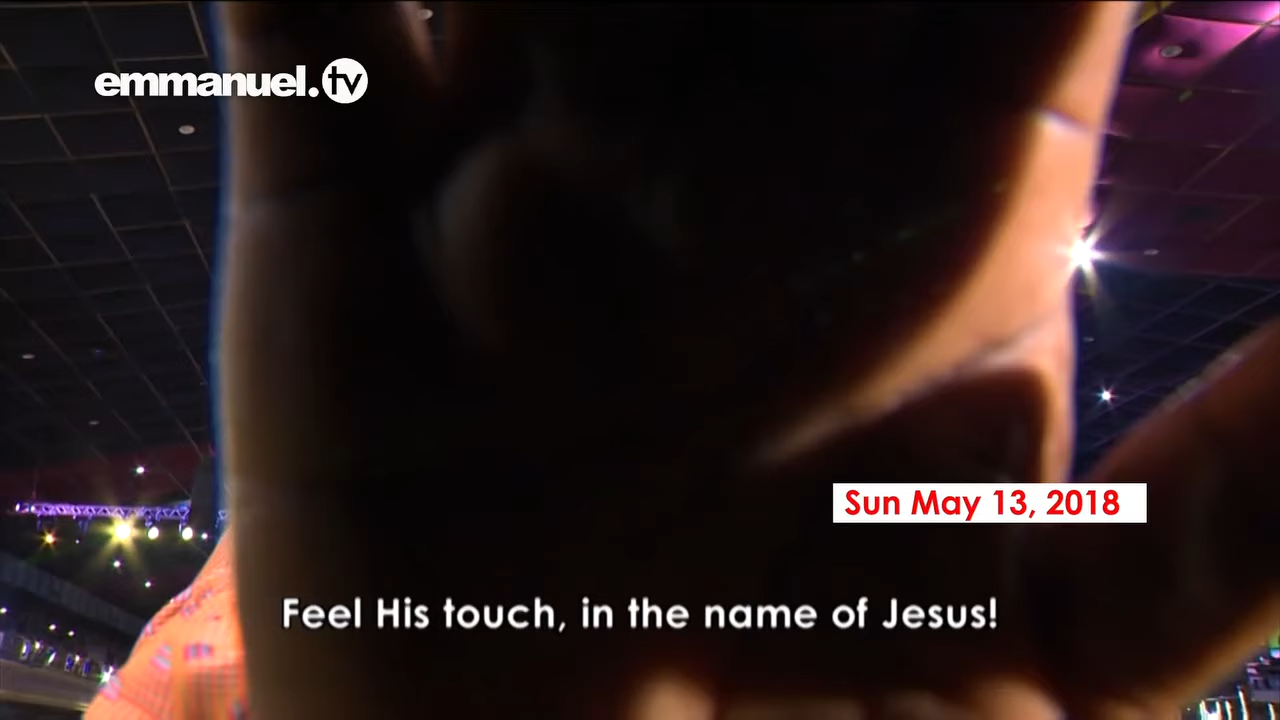 emmanuel.tv
Sun May 13, 2018
Feel His touch, in the name of Jesus!